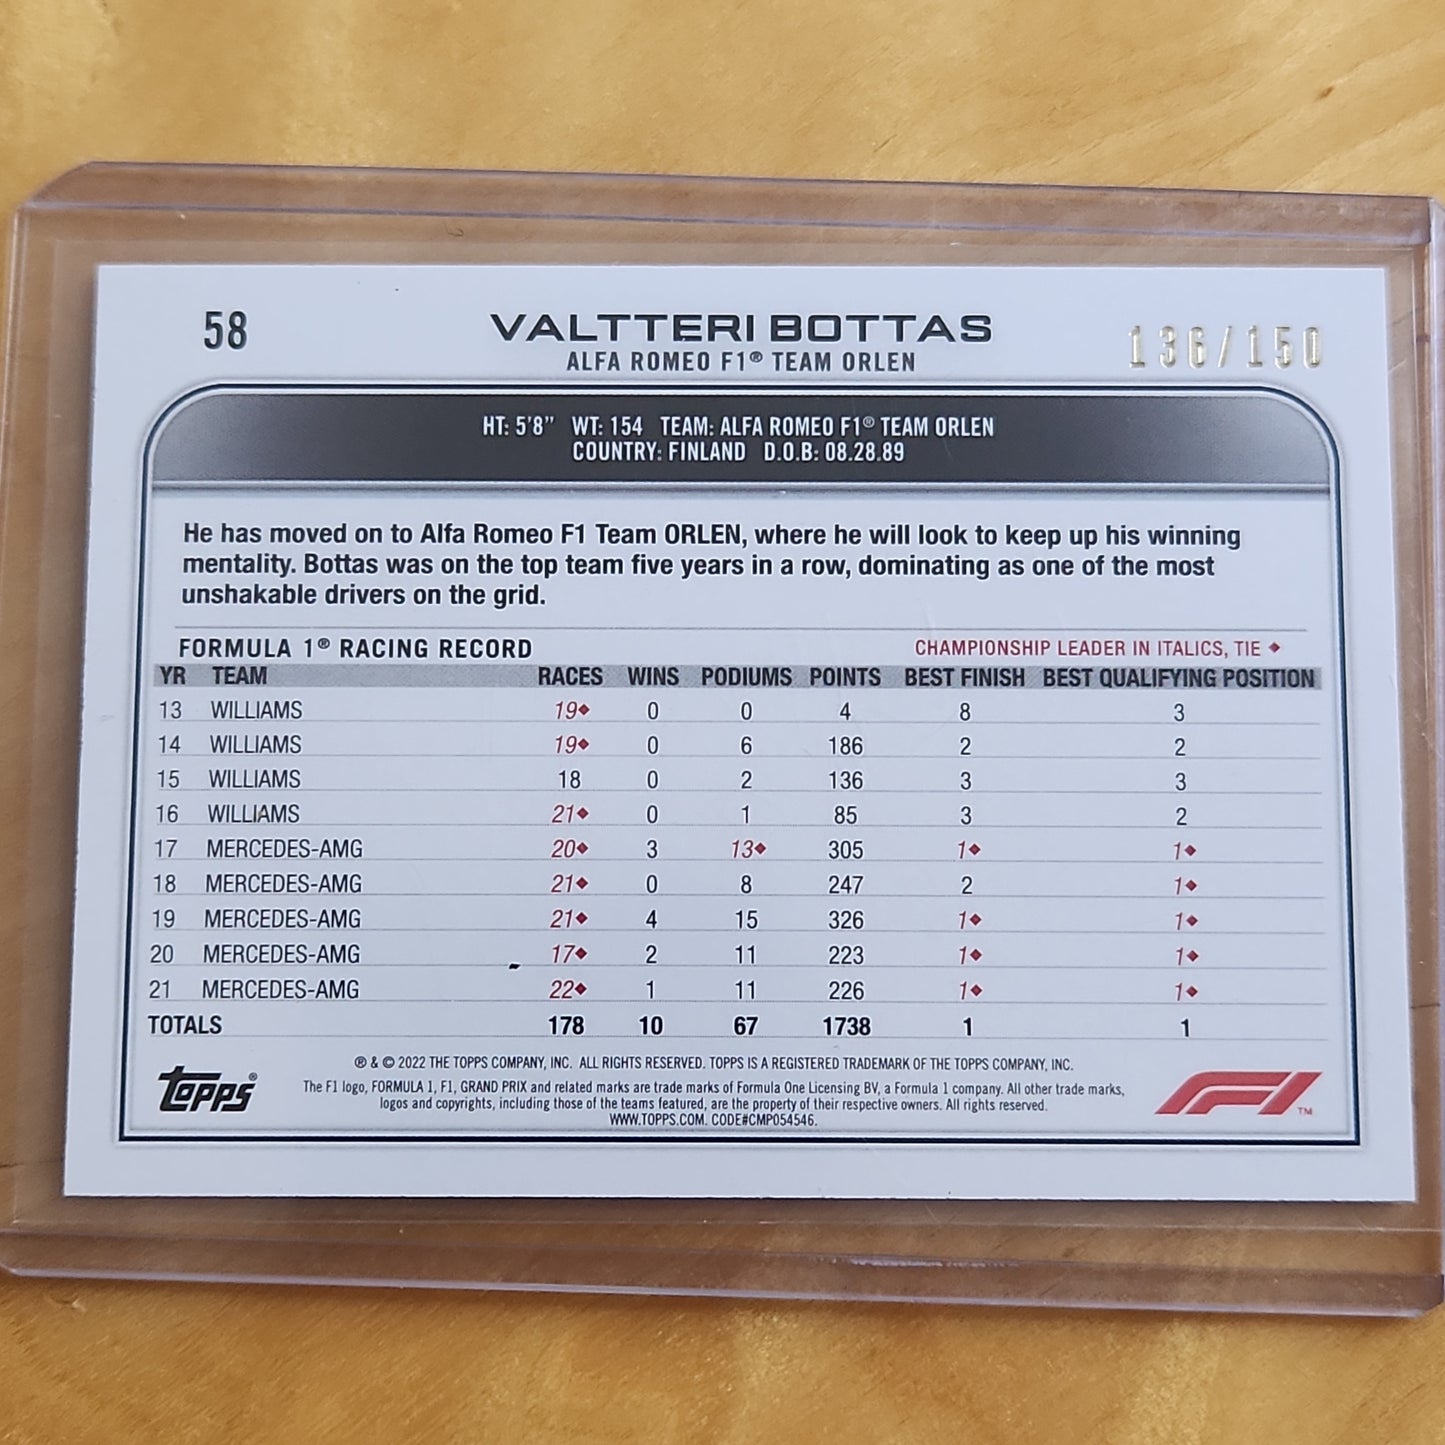 58
VALTTERI BOTTAS
136/150
ALFA ROMEO F1® TEAM ORLEN
HT: 5'8" WT: 154 TEAM: ALFA ROMEO F1® TEAM ORLEN
COUNTRY: FINLAND D.O.B: 08.28.89
He has moved on to Alfa Romeo F1 Team ORLEN, where he will look to keep up his winning
mentality. Bottas was on the top team five years in a row, dominating as one of the most
unshakable drivers on the grid.
FORMULA 1® RACING RECORD CHAMPIONSHIP LEADER IN ITALICS, TIE ◆
YR TEAM RACES WINS PODIUMS POINTS BEST FINISH BEST QUALIFYING POSITION
13 WILLIAMS 19◆ 0 0 4 8 3
14 WILLIAMS 19◆ 0 6 186 2 2
15 WILLIAMS 18 0 2 136 3 3
16 WILLIAMS 21◆ 0 1 85 3 2
17 MERCEDES-AMG 20◆ 3 13◆ 305 1◆ 1◆
18 MERCEDES-AMG 21◆ 0 8 247 2 1◆
19 MERCEDES-AMG 21◆ 4 15 326 1◆ 1◆
20 MERCEDES-AMG 17◆ 2 11 223 1◆ 1◆
21 MERCEDES-AMG 22◆ 1 11 226 1◆ 1◆
TOTALS 178 10 67 1738 1 1
® & © 2022 THE TOPPS COMPANY, INC. ALL RIGHTS RESERVED. TOPPS IS A REGISTERED TRADEMARK OF THE TOPPS COMPANY, INC.
The F1 logo, FORMULA 1, F1, GRAND PRIX and related marks are trade marks of Formula One Licensing BV, a Formula 1 company. All other trade marks,
logos and copyrights, including those of the teams featured, are the property of their respective owners. All rights reserved.
WWW.TOPPS.COM. CODE#CMP054546.
Topps®
F1™